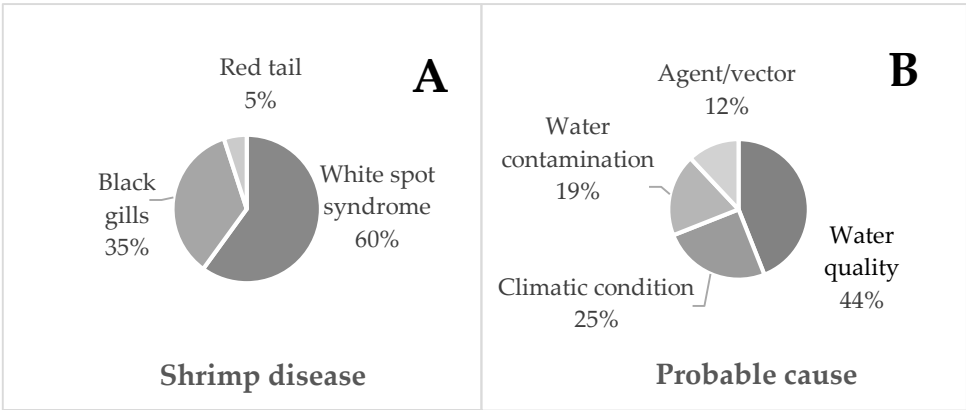 A
Red tail
5%
White spot
syndrome
60%
Black
gills
35%
Shrimp disease
B
Agent/vector
12%
Water
contamination
19%
Water
quality
44%
Climatic condition
25%
Probable cause